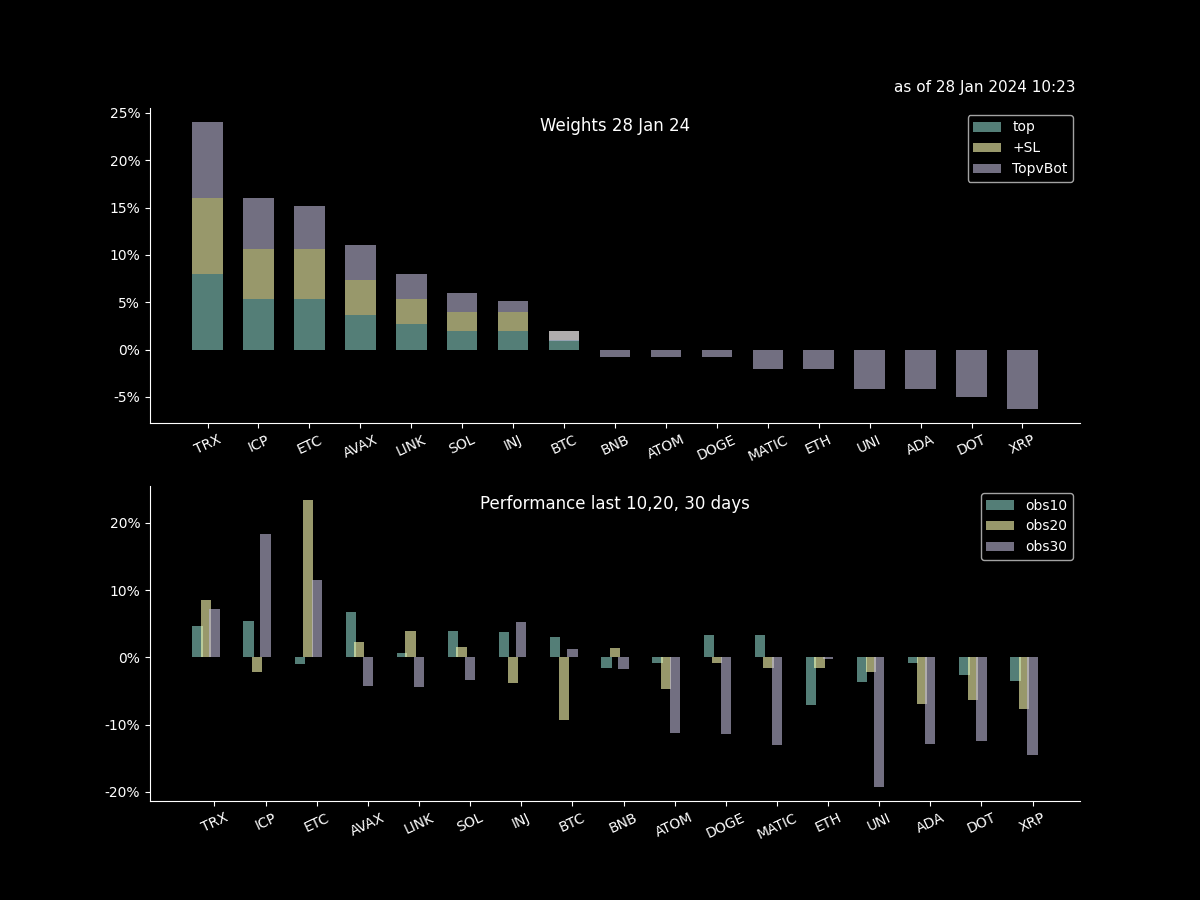 as of 28 Jan 2024 10:23
Weights 28 Jan 24
top
+SL
TopvBot
25%
20%
15%
10%
5%
0%
-5%
TRX ICP ETC AVAX LINK SOL INJ BTC BNB ATOM DOGE MATIC ETH UNI ADA DOT XRP
Performance last 10,20, 30 days
obs10
obs20
obs30
20%
10%
0%
-10%
-20%
TRX ICP ETC AVAX LINK SOL INJ BTC BNB ATOM DOGE MATIC ETH UNI ADA DOT XRP